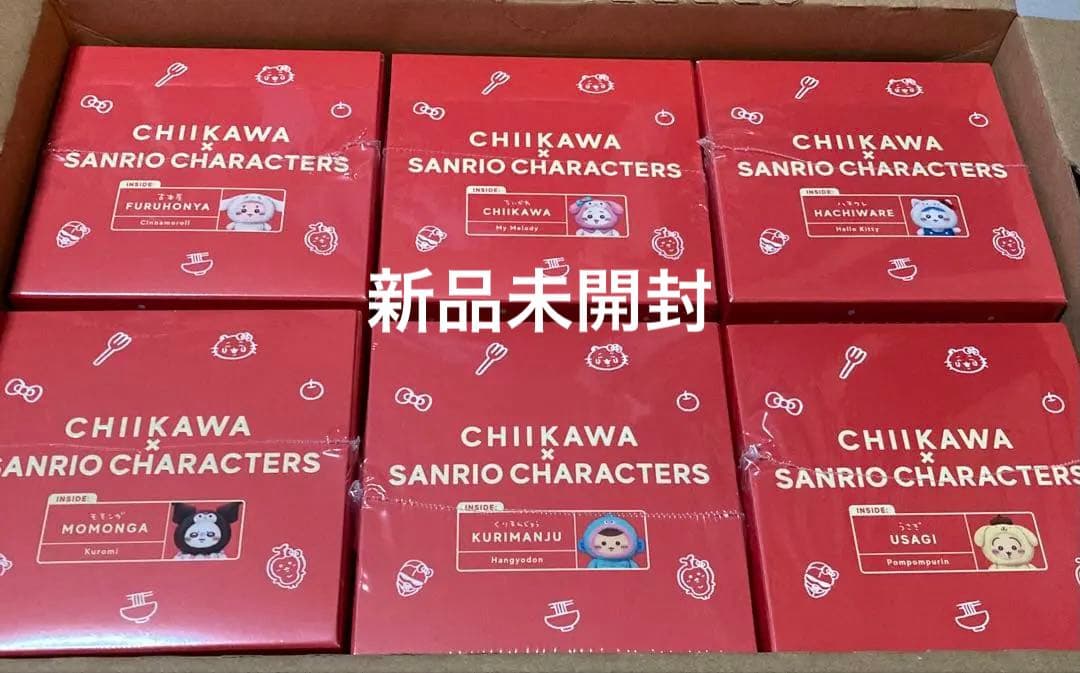 CHIIKAWA
×
SANRIO CHARACTERS
INSIDE:
古本屋
FURUHONYA
Cinnamoroll
CHIIKAWA
×
SANRIO CHARACTERS
INSIDE:
ちいかわ
CHIIKAWA
My Melody
CHIIKAWA
×
SANRIO CHARACTERS
INSIDE:
ハチワレ
HACHIWARE
Hello Kitty
新品未開封
CHIIKAWA
×
SANRIO CHARACTERS
INSIDE:
モモンガ
MOMONGA
Kuromi
CHIIKAWA
×
SANRIO CHARACTERS
INSIDE:
くりまんじゅう
KURIMANJU
Hangyodon
CHIIKAWA
×
SANRIO CHARACTERS
INSIDE:
うさぎ
USAGI
Pompompurin